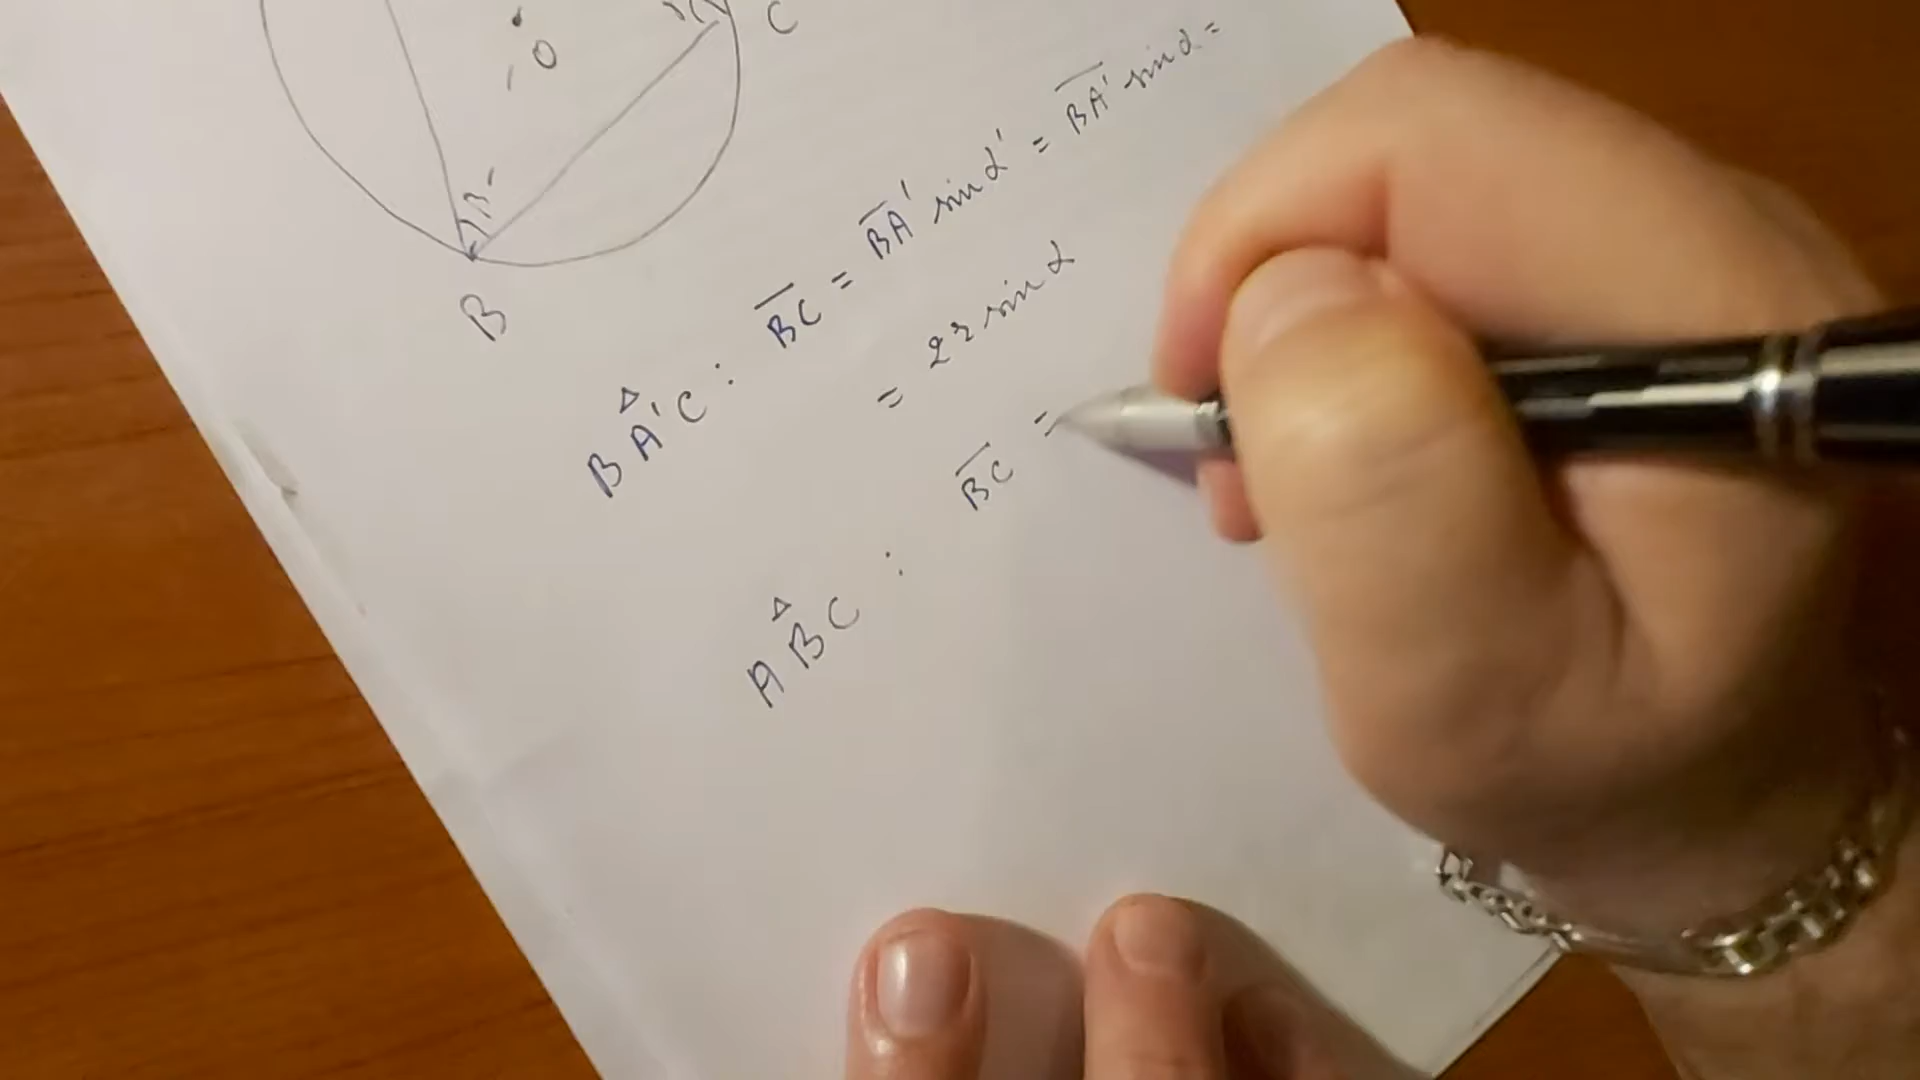 C
O
β
B
BA'C : BC = BA' sin α' = BA' sin α =
= 2r sin α
ABC : BC =